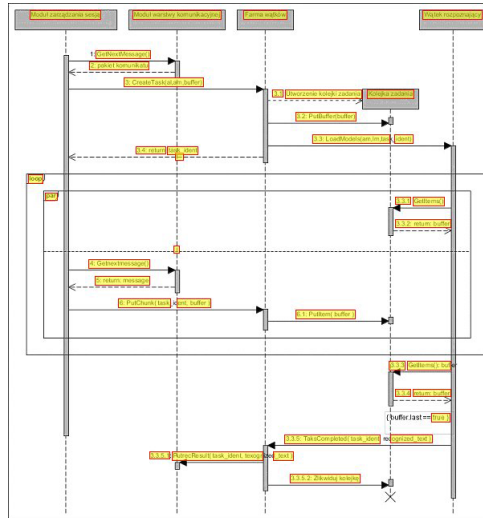 Moduł zarządzania sesją
Moduł warstwy komunikacyjnej
Farma wątków
Wątek rozpoznający
1: GetNextMessage()
2: pakiet komunikatu
3: CreateTask(
3.1: Utworzenie kolejki zadania
Kolejka zadania
3.2: PutBuffer(buffer)
3.3: LoadModels(am,lm,task_ident)
3.4: return: task_ident
loop
par
3.3.1: GetItems()
3.3.2: return: buffer
4: Getnextmessage()
5: return: message
6: PutChunk( task_ident, buffer )
6.1: PutItem( buffer )
3.3.3: GetItems(): buffer
3.3.4: return: buffer
{ buffer.last == true }
3.3.5: TaksCompleted( task_ident, recognized_text )
3.3.5.1: ( task_ident, recognized_text )
3.3.5.2: Zlikwiduj kolejkę